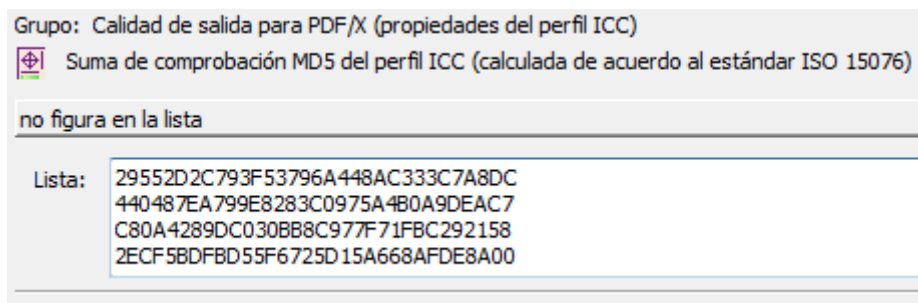 Grupo: Calidad de salida para PDF/X (propiedades del perfil ICC)
Suma de comprobación MD5 del perfil ICC (calculada de acuerdo al estándar ISO 15076)
no figura en la lista
Lista: 29552D2C793F53796A448AC333C7A8DC
440487EA799E8283C0975A4B0A9DEAC7
C80A4289DC030BB8C977F71FBC292158
2ECF5BDFBD55F6725D15A668AFDE8A00